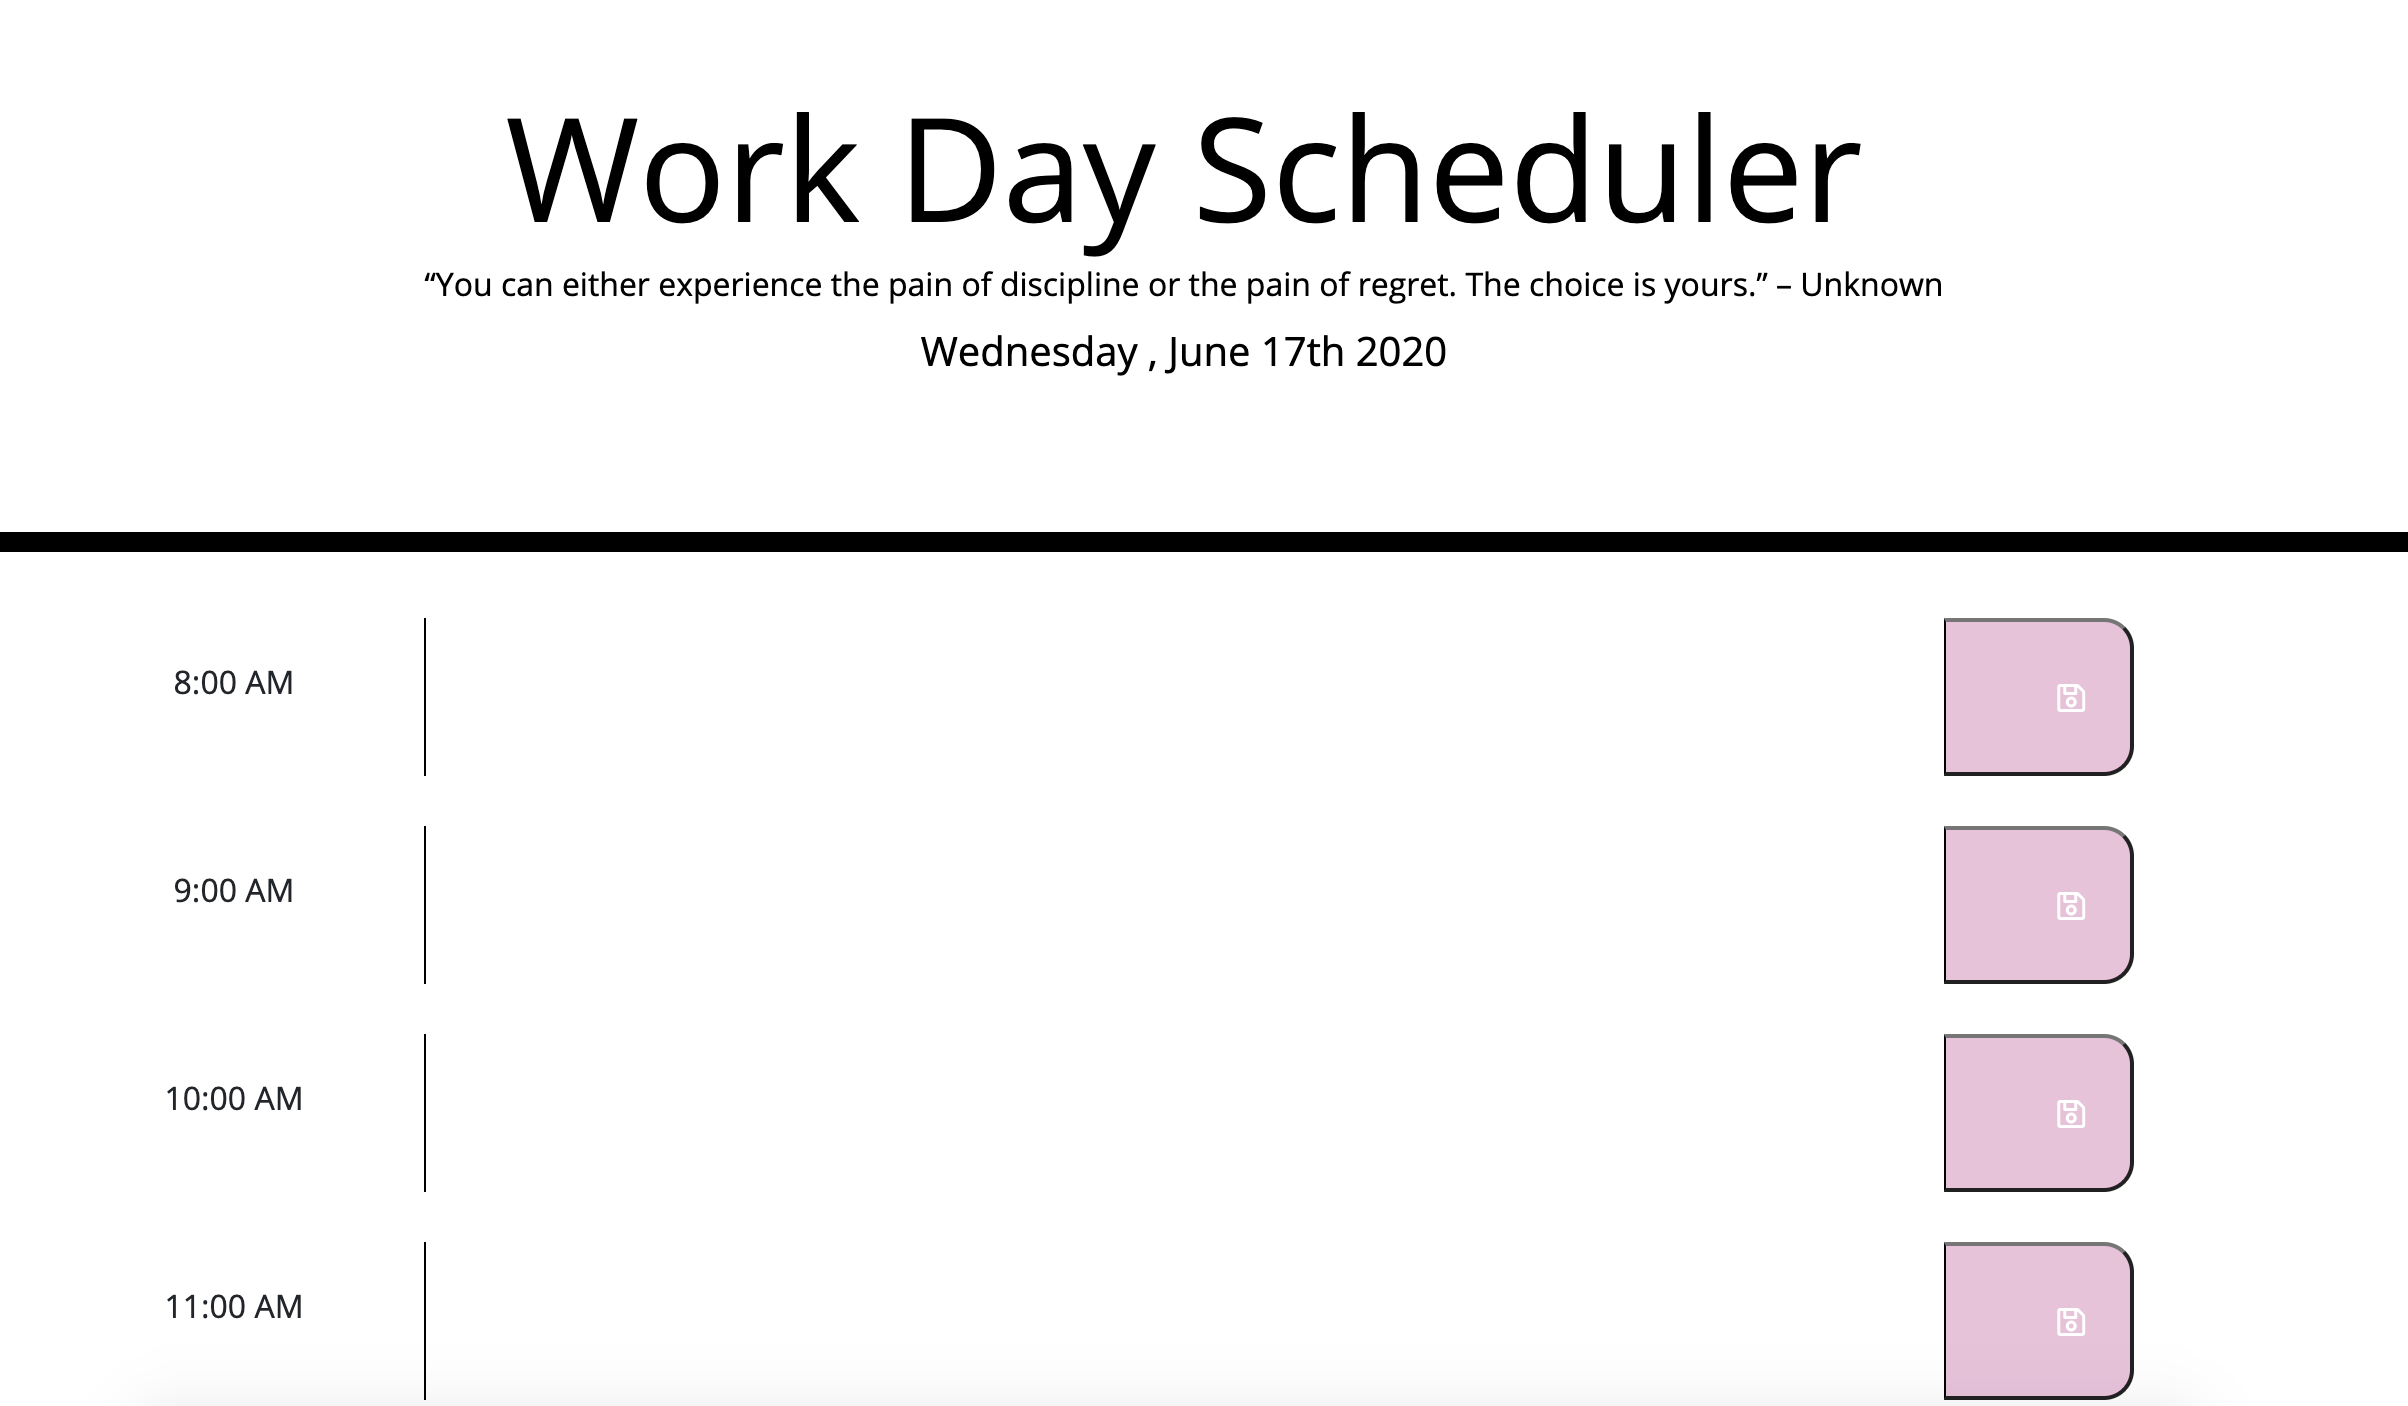 Work Day Scheduler
“You can either experience the pain of discipline or the pain of regret. The choice is yours.” – Unknown
Wednesday , June 17th 2020
8:00 AM
9:00 AM
10:00 AM
11:00 AM